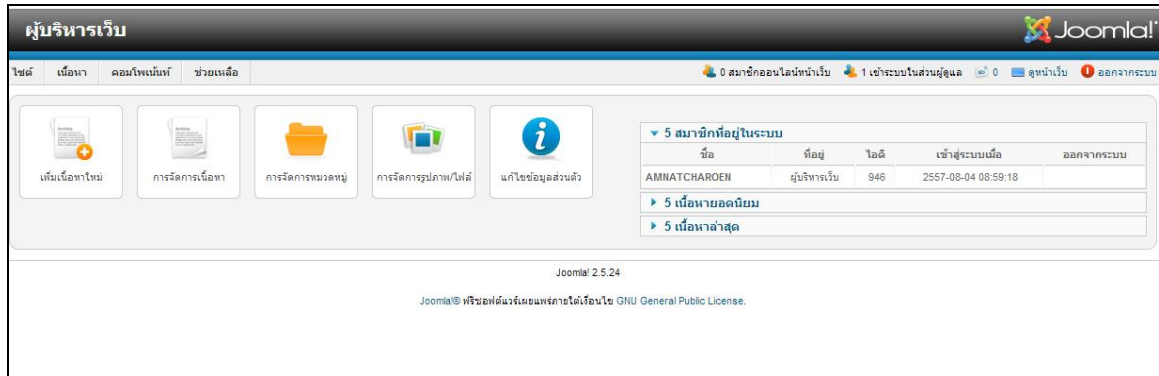 ผู้บริหารเว็บ
Joomla!
ไซต์ เนื้อหา คอมโพเน้นท์ ช่วยเหลือ
0 สมาชิกออนไลน์หน้าเว็บ 1 เข้าระบบในส่วนผู้ดูแล 0 ดูหน้าเว็บ ออกจากระบบ
เพิ่มเนื้อหาใหม่
การจัดการเนื้อหา
การจัดการหมวดหมู่
การจัดการรูปภาพ/ไฟล์
แก้ไขข้อมูลส่วนตัว
5 สมาชิกที่อยู่ในระบบ
ชื่อ ที่อยู่ ไอดี เข้าสู่ระบบเมื่อ ออกจากระบบ
AMNATCHAROEN ผู้บริหารเว็บ 946 2557-08-04 08:59:18
5 เนื้อหายอดนิยม
5 เนื้อหาล่าสุด
Joomla! 2.5.24
Joomla!® ฟรีซอฟต์แวร์เผยแพร่ภายใต้เงื่อนไข GNU General Public License.